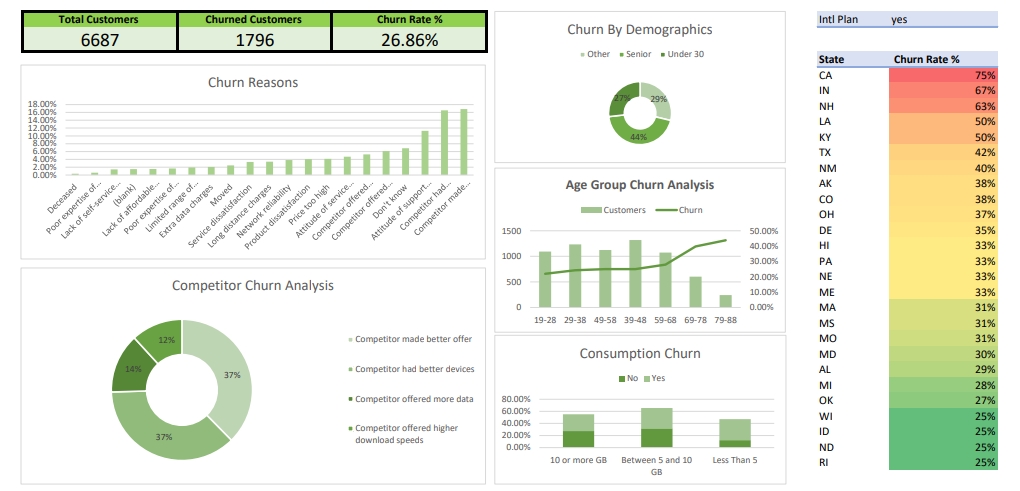 Total Customers
Churned Customers
Churn Rate %
6687
1796
26.86%
Churn Reasons
18.00%
16.00%
14.00%
12.00%
10.00%
8.00%
6.00%
4.00%
2.00%
0.00%
Deceased
Poor expertise of...
Lack of self-service...
(blank)
Lack of affordable...
Poor expertise of...
Limited range of...
Extra data charges
Moved
Service dissatisfaction
Long distance charges
Network reliability
Product dissatisfaction
Price too high
Attitude of service...
Competitor offered...
Competitor offered...
Don't know
Attitude of support...
Competitor had...
Competitor made...
Competitor Churn Analysis
12%
14%
37%
37%
Competitor made better offer
Competitor had better devices
Competitor offered more data
Competitor offered higher
download speeds
Churn By Demographics
Other
Senior
Under 30
27%
29%
44%
Age Group Churn Analysis
Customers
Churn
1500
1000
500
0
50.00%
40.00%
30.00%
20.00%
10.00%
0.00%
19-28
29-38
49-58
39-48
59-68
69-78
79-88
Consumption Churn
No
Yes
80.00%
60.00%
40.00%
20.00%
0.00%
10 or more GB
Between 5 and 10
GB
Less Than 5
Intl Plan yes
State Churn Rate %
CA 75%
IN 67%
NH 63%
LA 50%
KY 50%
TX 42%
NM 40%
AK 38%
CO 38%
OH 37%
DE 35%
HI 33%
PA 33%
NE 33%
ME 33%
MA 31%
MS 31%
MO 31%
MD 30%
AL 29%
MI 28%
OK 27%
WI 25%
ID 25%
ND 25%
RI 25%